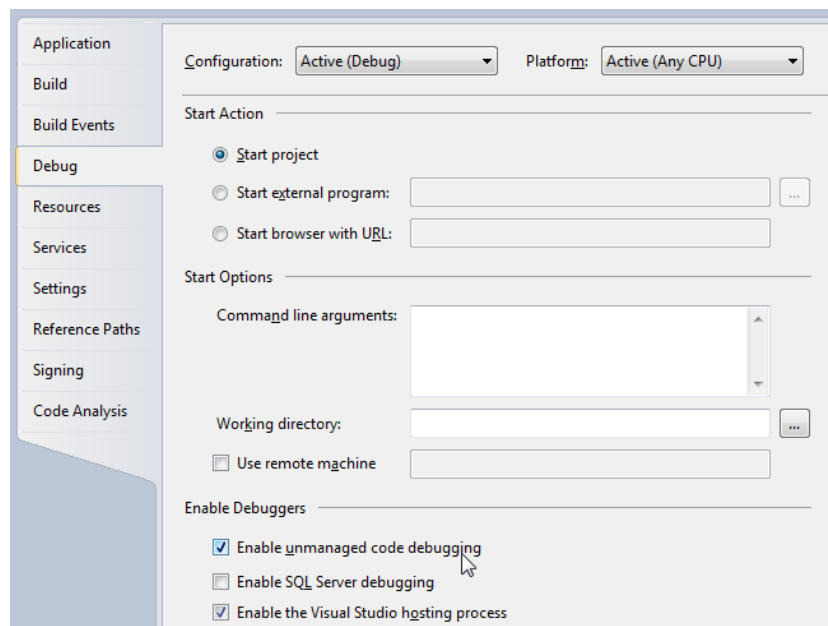 Application
Build
Build Events
Debug
Resources
Services
Settings
Reference Paths
Signing
Code Analysis
Configuration: Active (Debug) Platform: Active (Any CPU)
Start Action
Start project
Start external program: ...
Start browser with URL:
Start Options
Command line arguments:
Working directory: ...
Use remote machine
Enable Debuggers
Enable unmanaged code debugging
Enable SQL Server debugging
Enable the Visual Studio hosting process